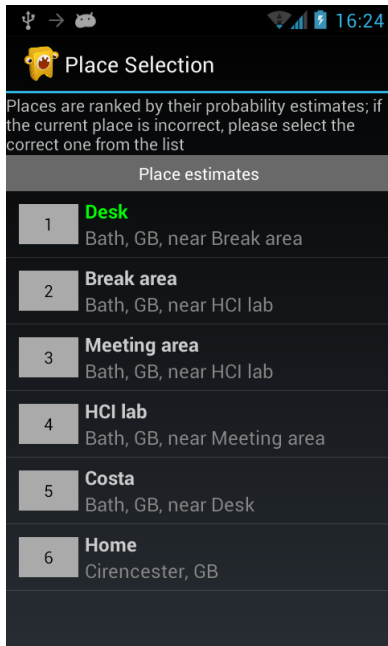 16:24
Place Selection
Places are ranked by their probability estimates; if
the current place is incorrect, please select the
correct one from the list
Place estimates
1
Desk
Bath, GB, near Break area
2
Break area
Bath, GB, near HCI lab
3
Meeting area
Bath, GB, near HCI lab
4
HCI lab
Bath, GB, near Meeting area
5
Costa
Bath, GB, near Desk
6
Home
Cirencester, GB